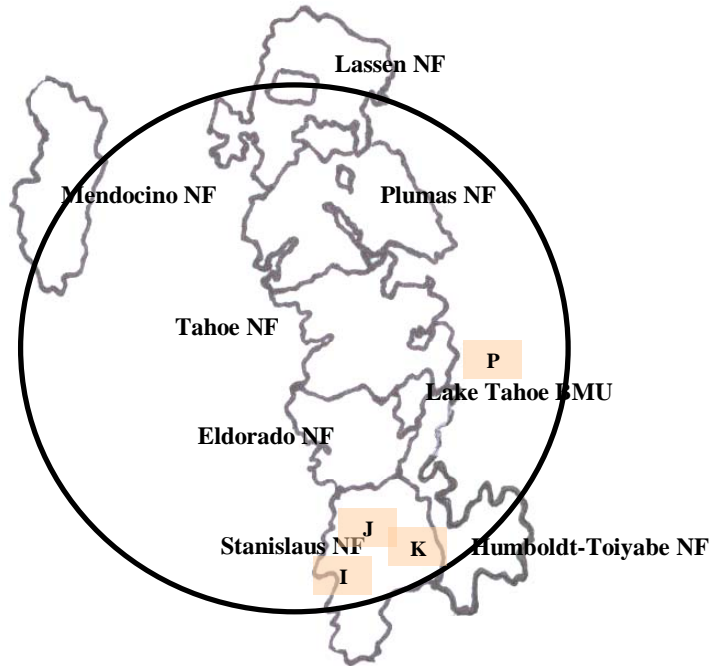 Lassen NF
Mendocino NF
Plumas NF
Tahoe NF
P
Lake Tahoe BMU
Eldorado NF
J
Stanislaus NF
K
Humboldt-Toiyabe NF
I